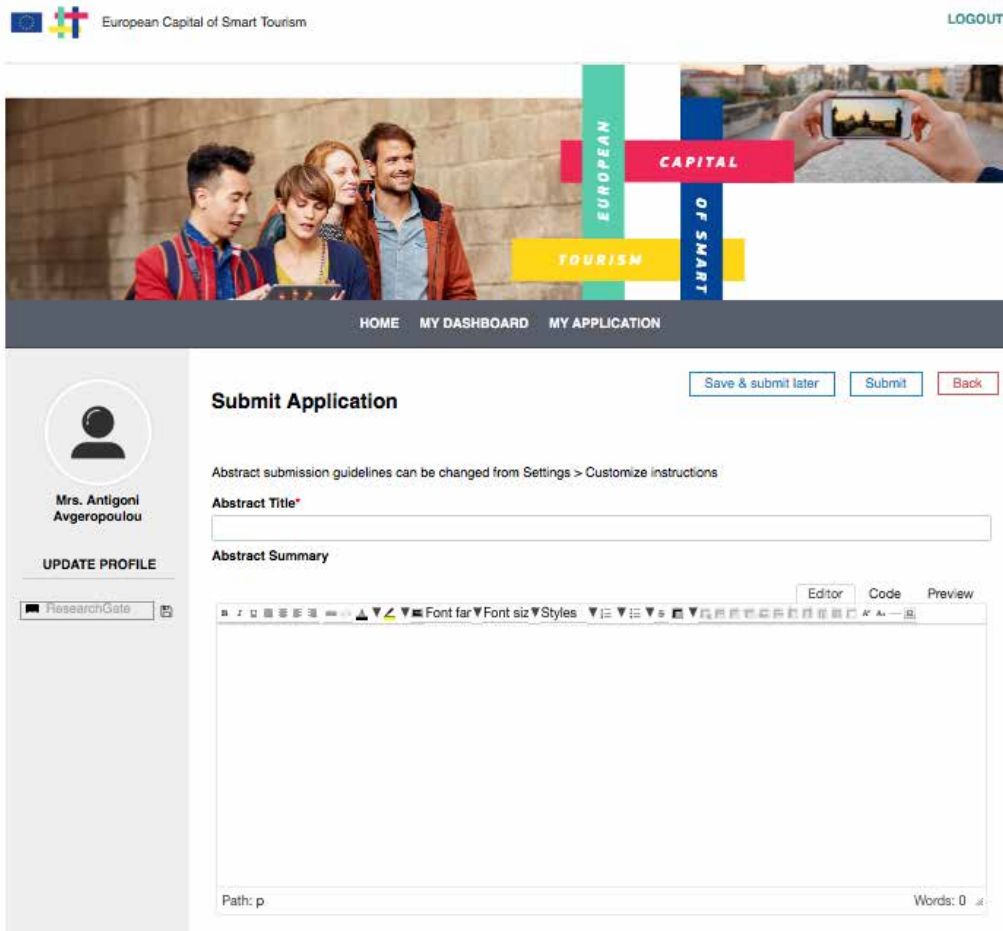 European Capital of Smart Tourism
LOGOUT
EUROPEAN
CAPITAL
OF SMART
TOURISM
HOME MY DASHBOARD MY APPLICATION
Save & submit later Submit Back
Submit Application
Abstract submission guidelines can be changed from Settings > Customize instructions
Mrs. Antigoni
Avgeropoulou
Abstract Title*
Abstract Summary
UPDATE PROFILE
ResearchGate
Editor Code Preview
B I U Font far Font siz Styles
Path: p Words: 0